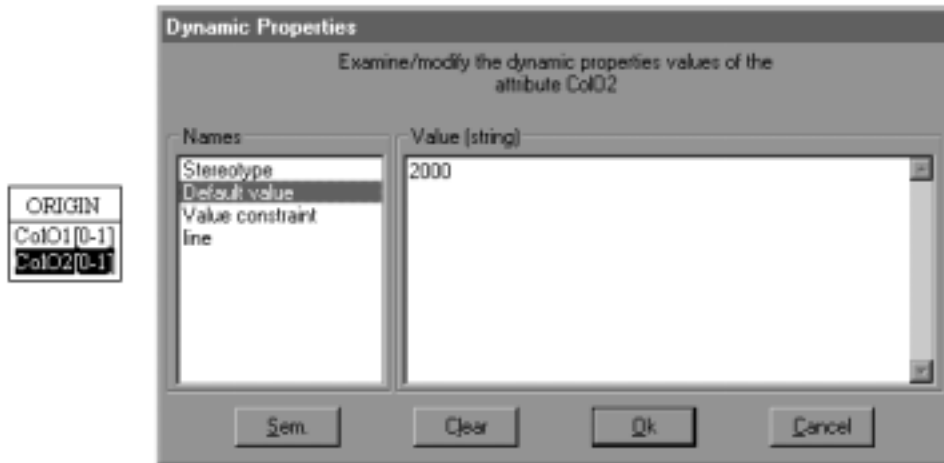 Dynamic Properties
Examine/modify the dynamic properties values of the
attribute ColO2
Names
Value (string)
Stereotype
2000
Default value
Value constraint
line
ORIGIN
ColO1[0-1]
ColO2[0-1]
Sem.
Clear
Ok
Cancel